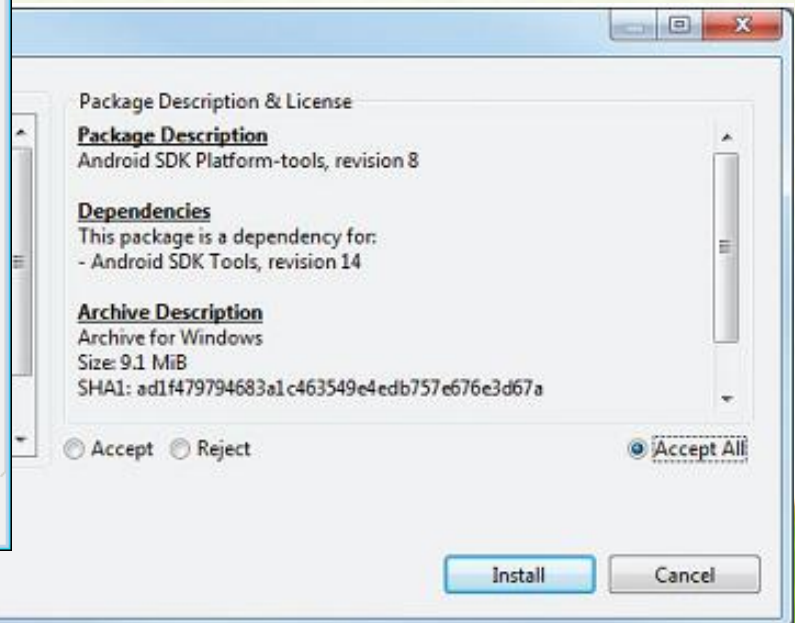 Package Description & License
Package Description
Android SDK Platform-tools, revision 8
Dependencies
This package is a dependency for:
- Android SDK Tools, revision 14
Archive Description
Archive for Windows
Size: 9.1 MiB
SHA1: ad1f479794683a1c463549e4edb757e676e3d67a
Accept Reject Accept All
Install Cancel